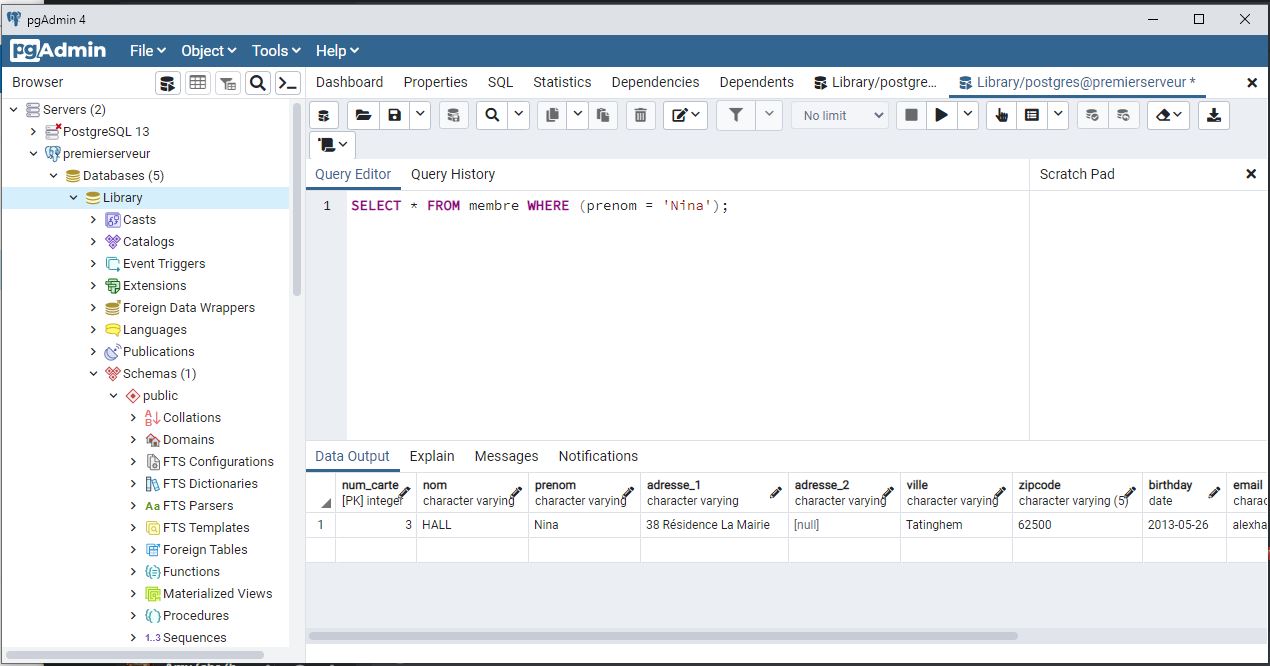 pgAdmin 4
pgAdmin File Object Tools Help
Browser Dashboard Properties SQL Statistics Dependencies Dependents Library/postgre... Library/postgres@premierserveur *
Servers (2)
PostgreSQL 13
premierserveur
Databases (5)
Library
Casts
Catalogs
Event Triggers
Extensions
Foreign Data Wrappers
Languages
Publications
Schemas (1)
public
Collations
Domains
FTS Configurations
FTS Dictionaries
FTS Parsers
FTS Templates
Foreign Tables
Functions
Materialized Views
Procedures
1..3 Sequences
No limit
Query Editor Query History Scratch Pad
1 SELECT * FROM membre WHERE (prenom = 'Nina');
Data Output Explain Messages Notifications
num_carte nom prenom adresse_1 adresse_2 ville zipcode birthday email
[PK] integer character varying character varying character varying character varying character varying character varying (5) date charac
1 3 HALL Nina 38 Résidence La Mairie [null] Tatinghem 62500 2013-05-26 alexha